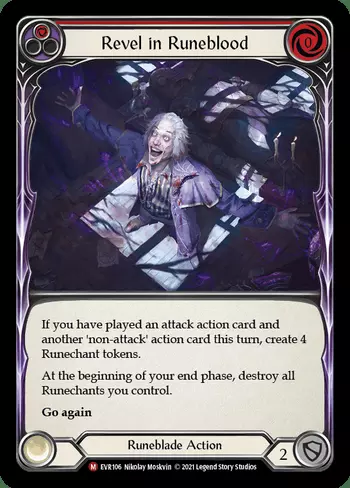 Revel in Runeblood
0
If you have played an attack action card and
another 'non-attack' action card this turn, create 4
Runechant tokens.
At the beginning of your end phase, destroy all
Runechants you control.
Go again
Runeblade Action
2
M EVR106 Nikolay Moskvin © 2021 Legend Story Studios